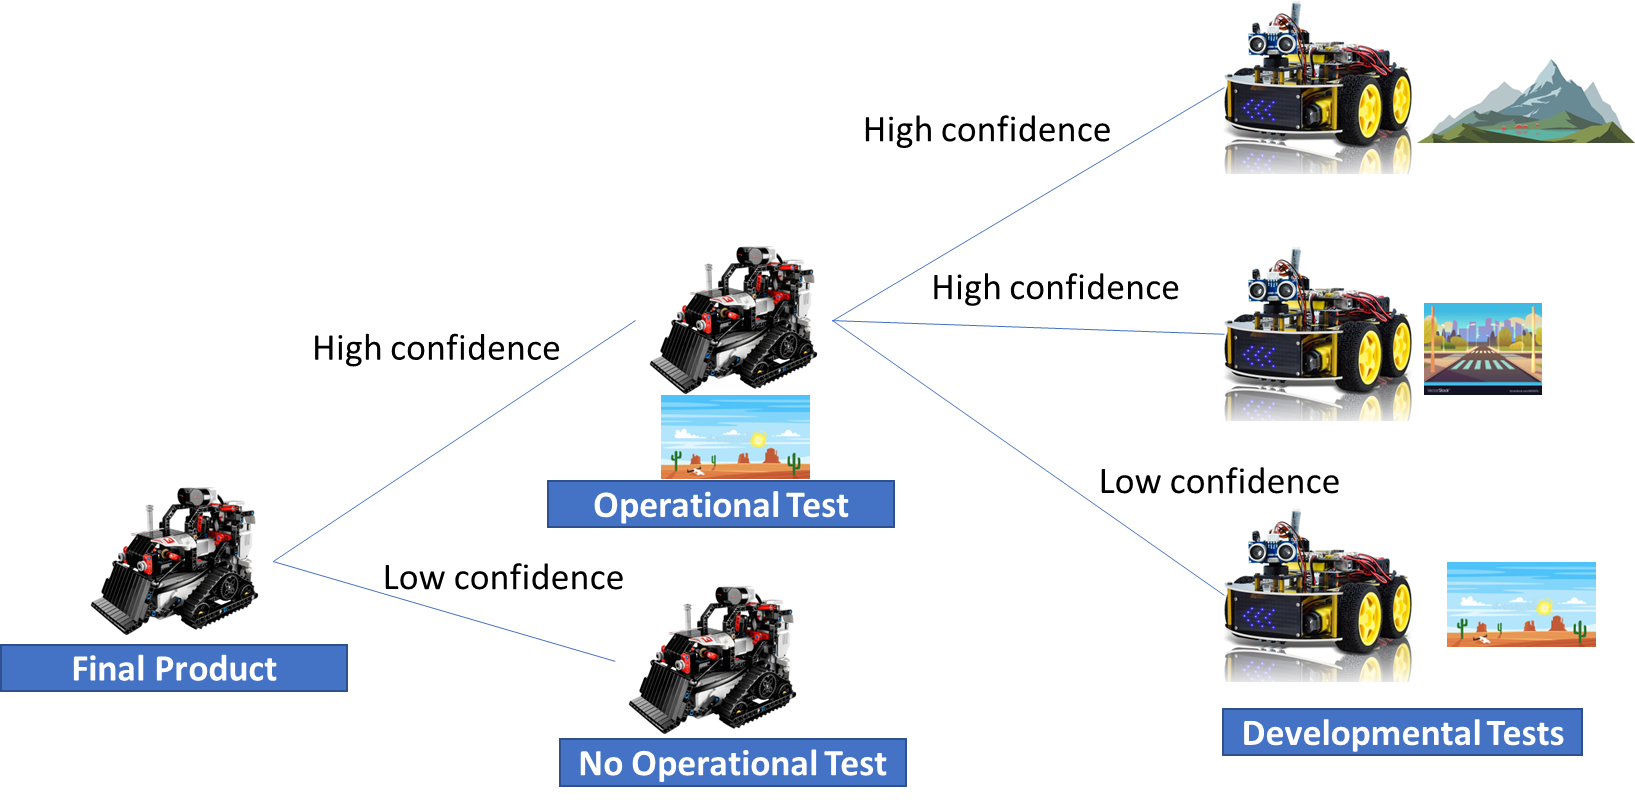 High confidence
High confidence
High confidence
Low confidence
Operational Test
Low confidence
Final Product
Developmental Tests
No Operational Test